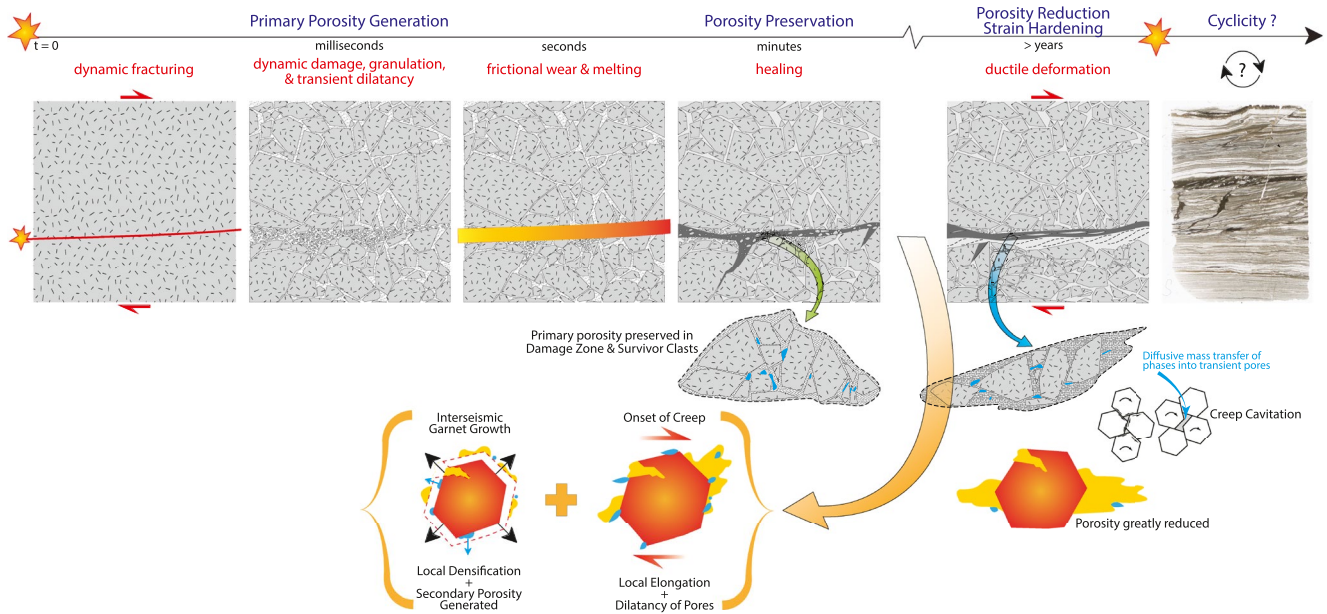 Primary Porosity Generation
Porosity Preservation
Porosity Reduction
Strain Hardening
Cyclicity ?
t = 0
milliseconds
seconds
minutes
> years
dynamic fracturing
dynamic damage, granulation,
& transient dilatancy
frictional wear & melting
healing
ductile deformation
?
Primary porosity preserved in
Damage Zone & Survivor Clasts
Diffusive mass transfer of
phases into transient pores
Creep Cavitation
Interseismic
Garnet Growth
Onset of Creep
Porosity greatly reduced
Local Densification
+
Secondary Porosity
Generated
Local Elongation
+
Dilatancy of Pores